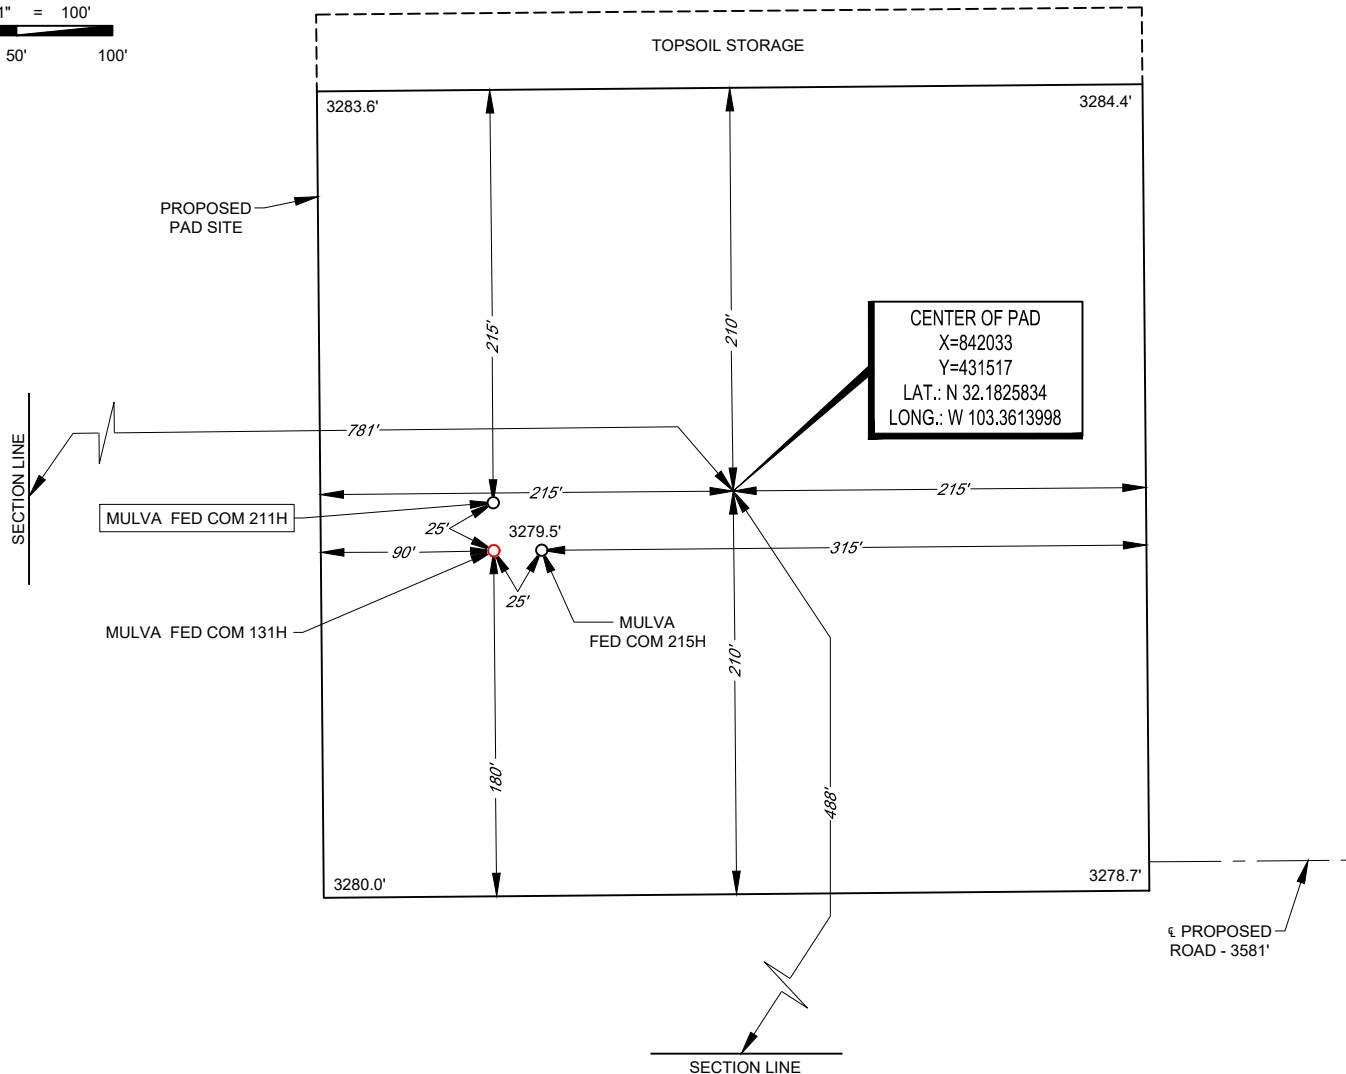 1" = 100'
50' 100'
TOPSOIL STORAGE
3283.6'
3284.4'
PROPOSED
PAD SITE
215'
210'
CENTER OF PAD
X=842033
Y=431517
LAT.: N 32.1825834
LONG.: W 103.3613998
781'
SECTION LINE
215'
215'
MULVA FED COM 211H
25'
3279.5'
90'
315'
25'
MULVA FED COM 131H
MULVA
FED COM 215H
210'
180'
488'
3280.0'
3278.7'
℄ PROPOSED
ROAD - 3581'
SECTION LINE